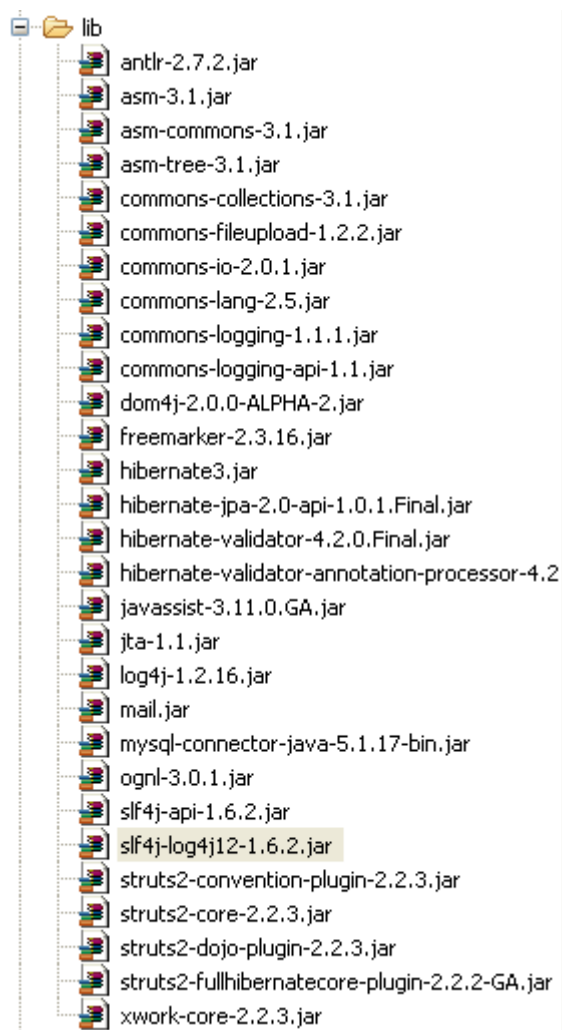 lib
antlr-2.7.2.jar
asm-3.1.jar
asm-commons-3.1.jar
asm-tree-3.1.jar
commons-collections-3.1.jar
commons-fileupload-1.2.2.jar
commons-io-2.0.1.jar
commons-lang-2.5.jar
commons-logging-1.1.1.jar
commons-logging-api-1.1.jar
dom4j-2.0.0-ALPHA-2.jar
freemarker-2.3.16.jar
hibernate3.jar
hibernate-jpa-2.0-api-1.0.1.Final.jar
hibernate-validator-4.2.0.Final.jar
hibernate-validator-annotation-processor-4.2
javassist-3.11.0.GA.jar
jta-1.1.jar
log4j-1.2.16.jar
mail.jar
mysql-connector-java-5.1.17-bin.jar
ognl-3.0.1.jar
slf4j-api-1.6.2.jar
slf4j-log4j12-1.6.2.jar
struts2-convention-plugin-2.2.3.jar
struts2-core-2.2.3.jar
struts2-dojo-plugin-2.2.3.jar
struts2-fullhibernatecore-plugin-2.2.2-GA.jar
xwork-core-2.2.3.jar